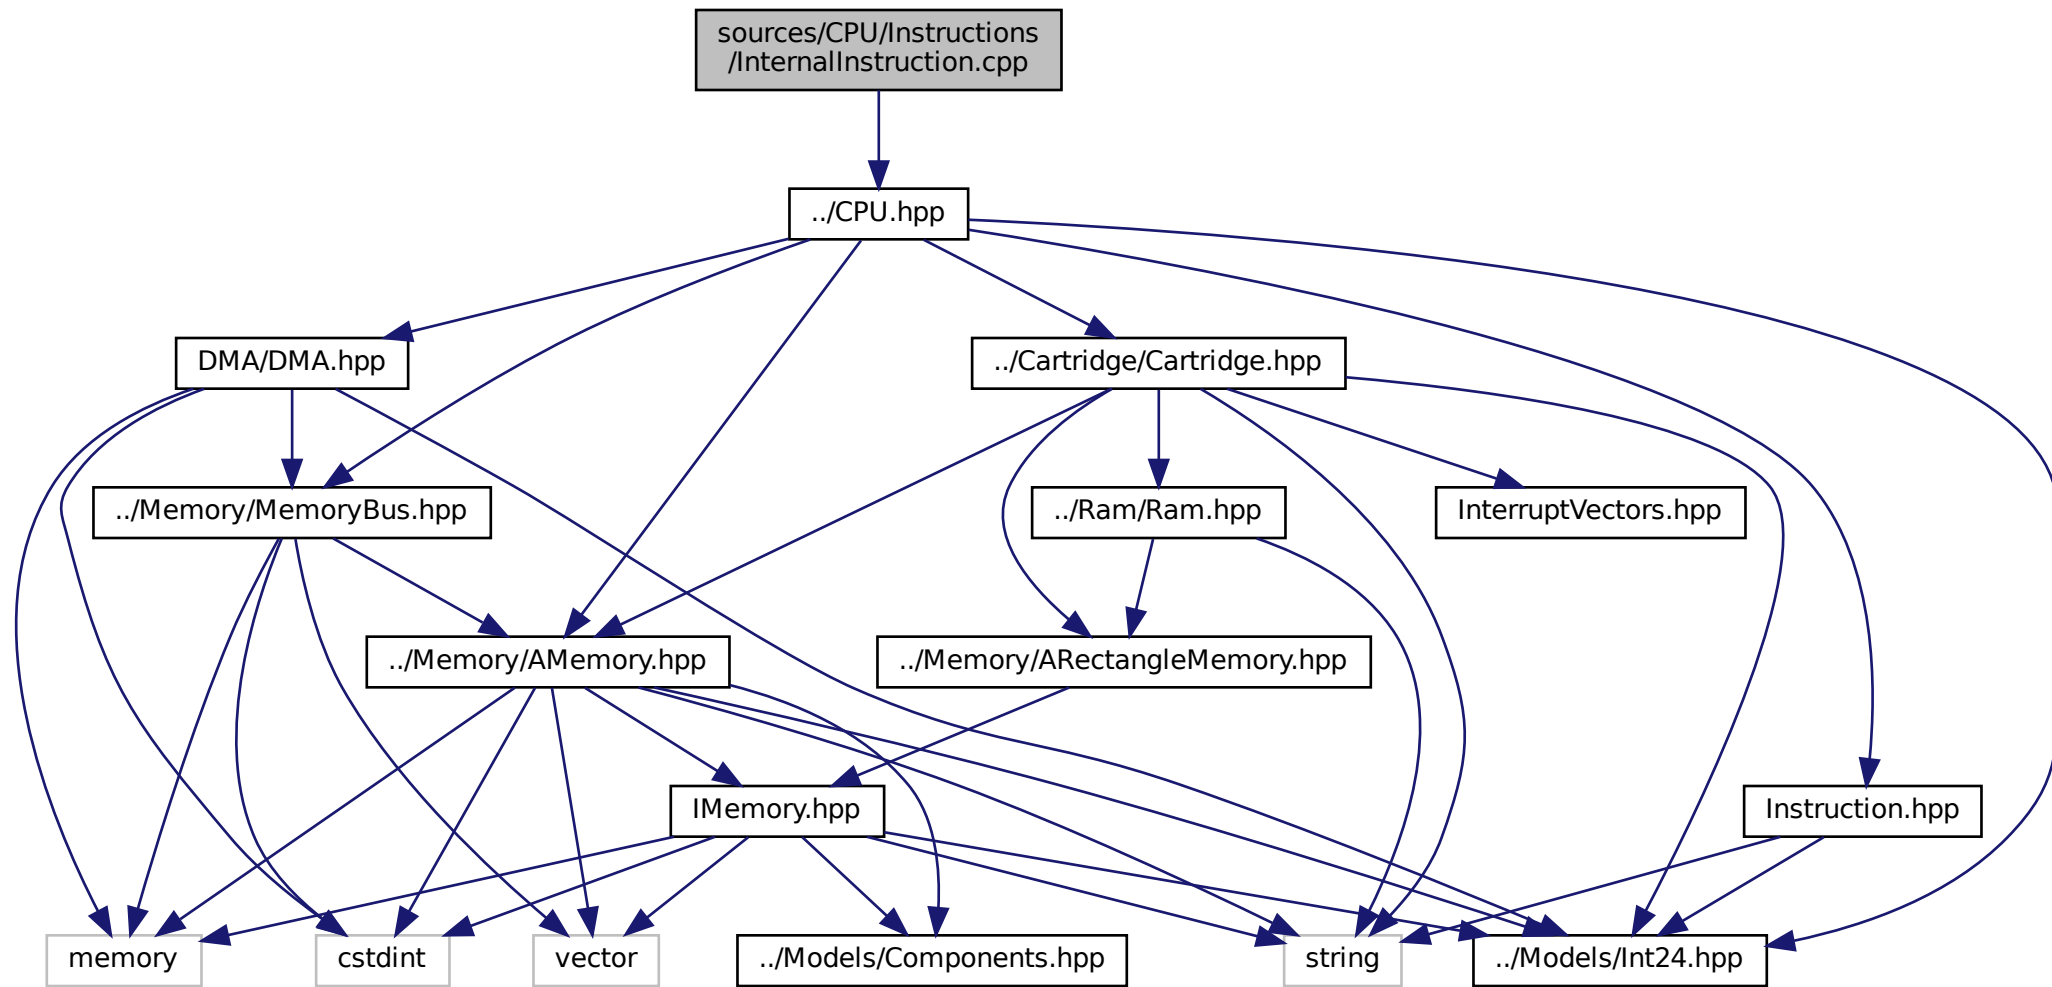 sources/CPU/Instructions
/InternalInstruction.cpp
../CPU.hpp
DMA/DMA.hpp
../Cartridge/Cartridge.hpp
../Memory/MemoryBus.hpp
../Ram/Ram.hpp
InterruptVectors.hpp
../Memory/AMemory.hpp
../Memory/ARectangleMemory.hpp
IMemory.hpp
Instruction.hpp
memory
cstdint
vector
../Models/Components.hpp
string
../Models/Int24.hpp